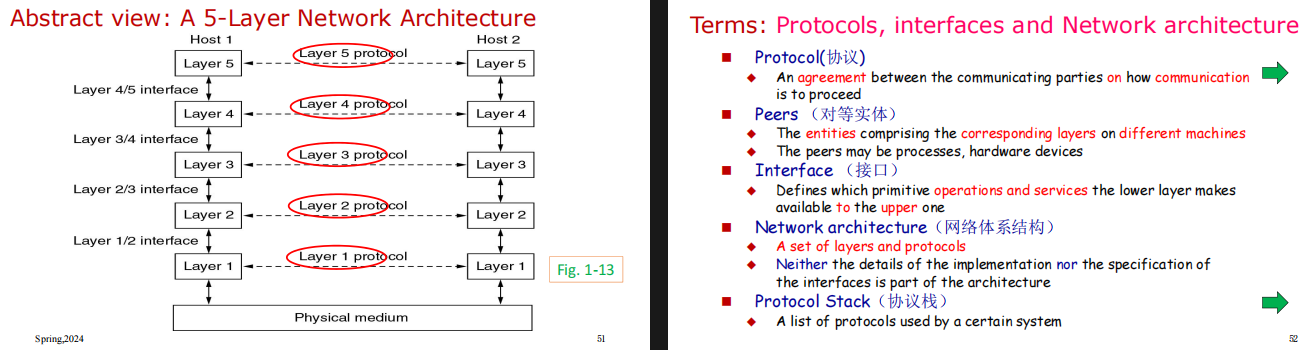 Abstract view: A 5-Layer Network Architecture
Host 1
Host 2
Layer 5
Layer 5 protocol
Layer 5
Layer 4/5 interface
Layer 4
Layer 4 protocol
Layer 4
Layer 3/4 interface
Layer 3
Layer 3 protocol
Layer 3
Layer 2/3 interface
Layer 2
Layer 2 protocol
Layer 2
Layer 1/2 interface
Layer 1
Layer 1 protocol
Layer 1
Fig. 1-13
Physical medium
Spring,2024
51
Terms: Protocols, interfaces and Network architecture
Protocol(协议)
An agreement between the communicating parties on how communication
is to proceed
Peers （对等实体）
The entities comprising the corresponding layers on different machines
The peers may be processes, hardware devices
Interface （接口）
Defines which primitive operations and services the lower layer makes
available to the upper one
Network architecture（网络体系结构）
A set of layers and protocols
Neither the details of the implementation nor the specification of
the interfaces is part of the architecture
Protocol Stack（协议栈）
A list of protocols used by a certain system
52